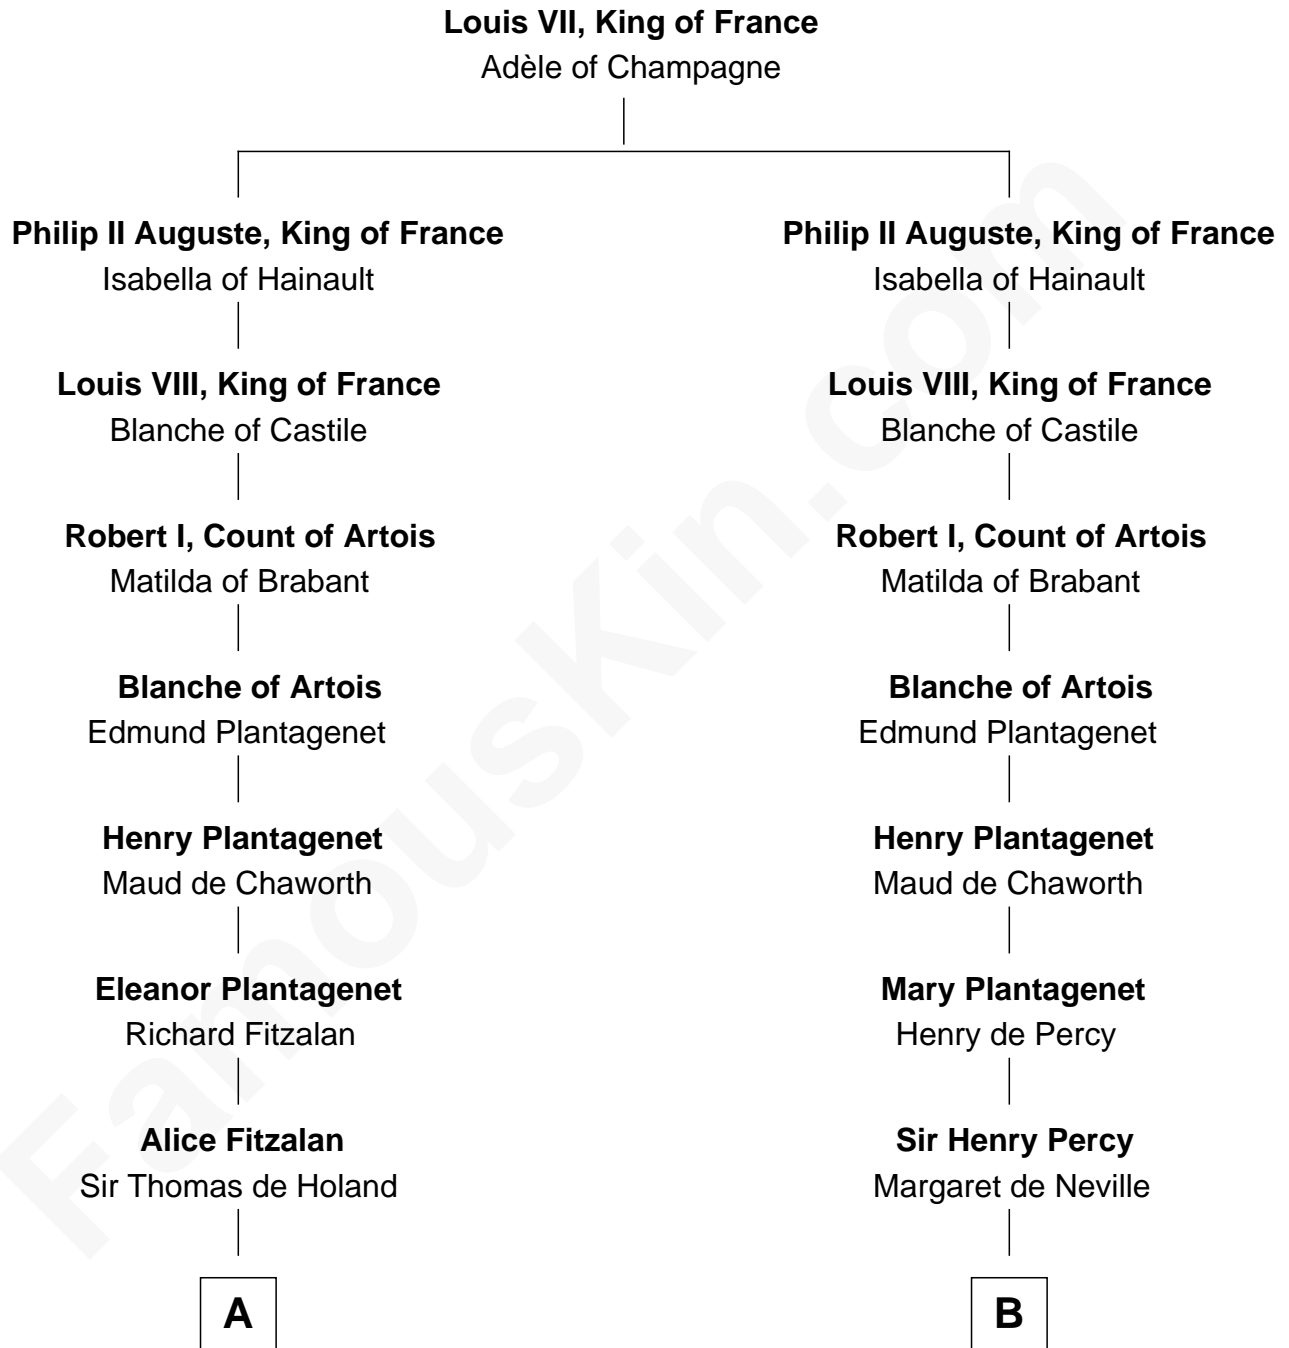 Louis VII, King of France
Adèle of Champagne
Philip II Auguste, King of France
Isabella of Hainault
Louis VIII, King of France
Blanche of Castile
Robert I, Count of Artois
Matilda of Brabant
Blanche of Artois
Edmund Plantagenet
Henry Plantagenet
Maud de Chaworth
Eleanor Plantagenet
Richard Fitzalan
Alice Fitzalan
Sir Thomas de Holand
A
Philip II Auguste, King of France
Isabella of Hainault
Louis VIII, King of France
Blanche of Castile
Robert I, Count of Artois
Matilda of Brabant
Blanche of Artois
Edmund Plantagenet
Henry Plantagenet
Maud de Chaworth
Mary Plantagenet
Henry de Percy
Sir Henry Percy
Margaret de Neville
B
FamousKin.com